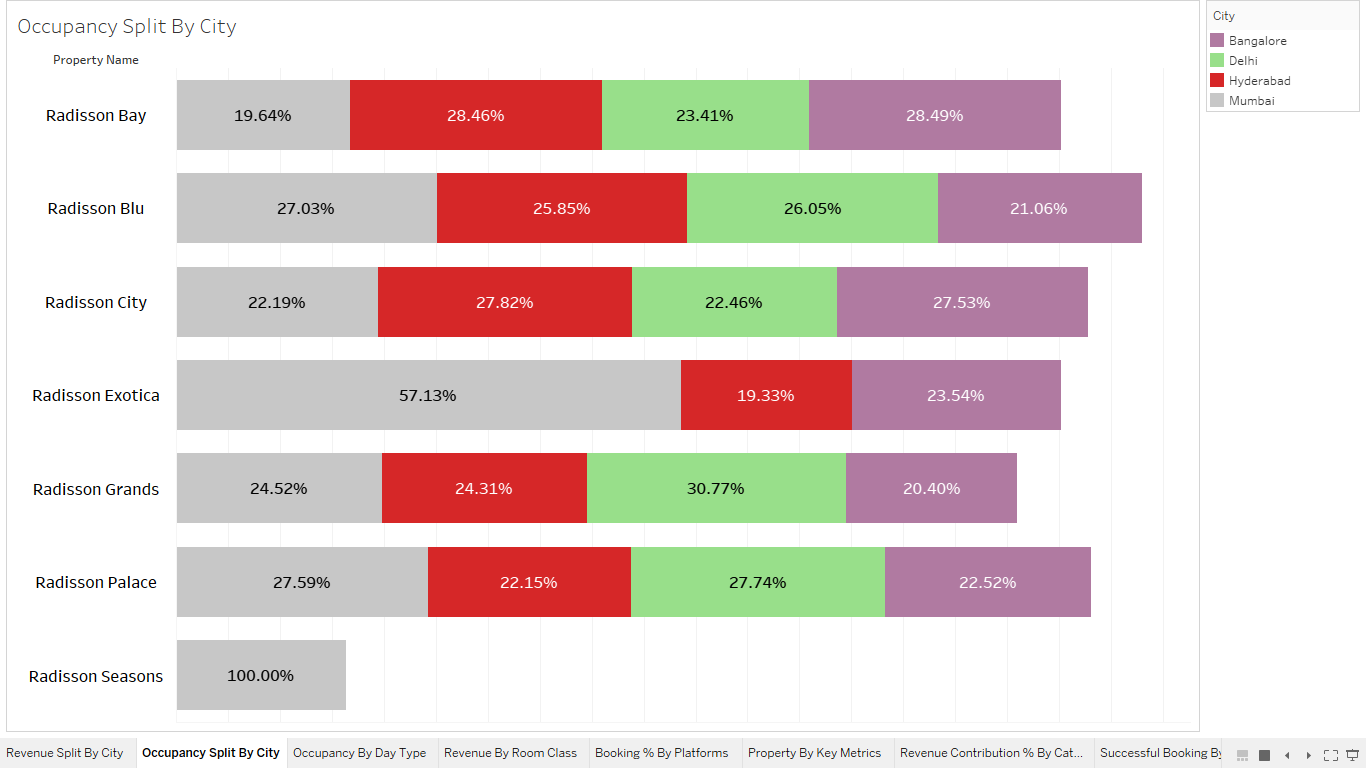 Occupancy Split By City
Property Name
Radisson Bay
19.64%
28.46%
23.41%
28.49%
Radisson Blu
27.03%
25.85%
26.05%
21.06%
Radisson City
22.19%
27.82%
22.46%
27.53%
Radisson Exotica
57.13%
19.33%
23.54%
Radisson Grands
24.52%
24.31%
30.77%
20.40%
Radisson Palace
27.59%
22.15%
27.74%
22.52%
Radisson Seasons
100.00%
City
Bangalore
Delhi
Hyderabad
Mumbai
Revenue Split By City
Occupancy Split By City
Occupancy By Day Type
Revenue By Room Class
Booking % By Platforms
Property By Key Metrics
Revenue Contribution % By Cat...
Successful Booking By